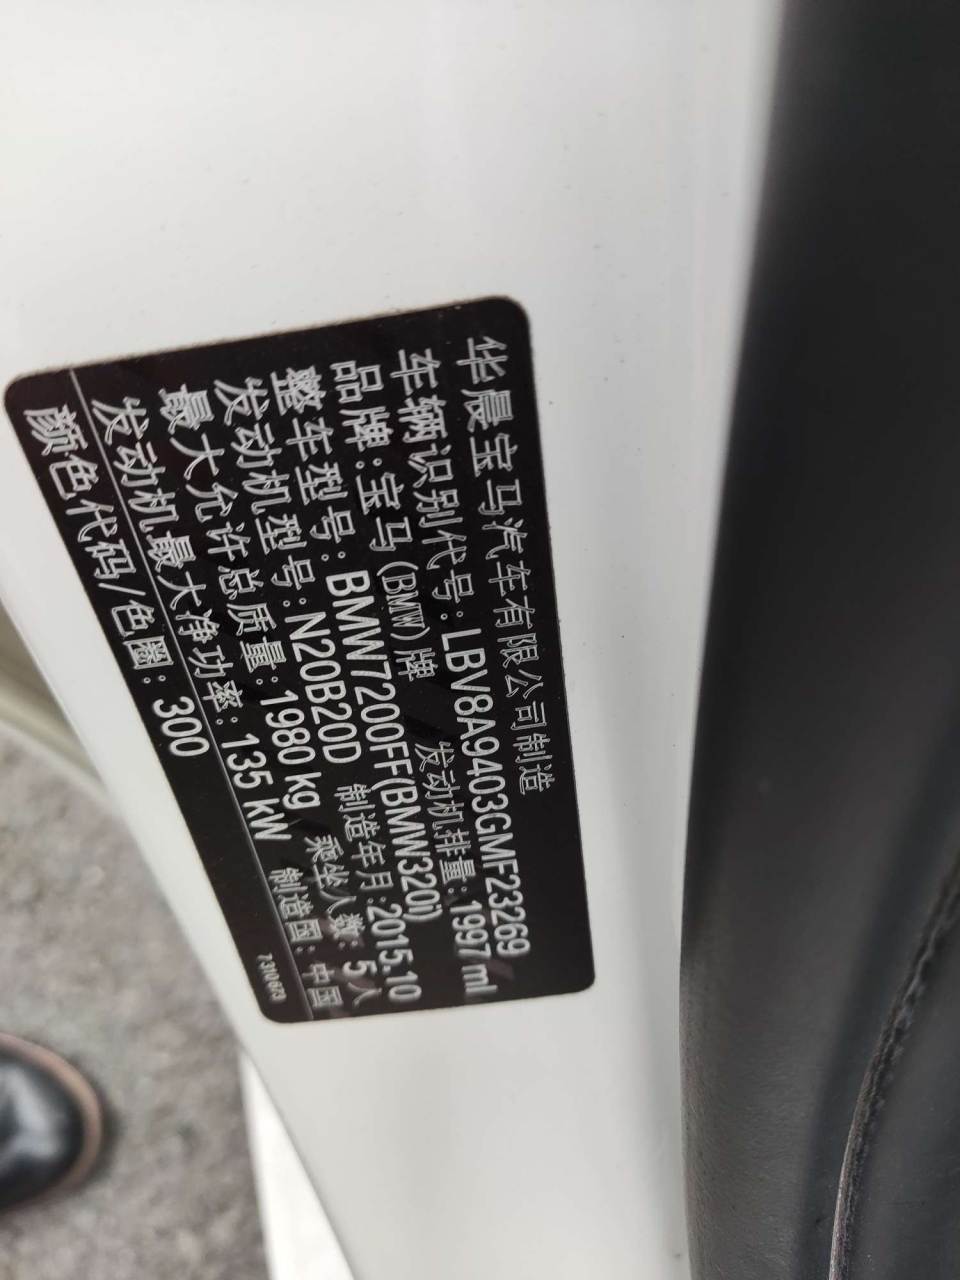 华晨宝马汽车有限公司制造
车辆识别代号:LBV8A9403GMF23269
品牌:宝马(BMW)牌 发动机排量:1997 ml
整车型号:BMW7200FF(BMW320i)
发动机型号:N20B20D 制造年月:2015.10
最大允许总质量:1980 kg 乘坐人数:5人
发动机最大净功率:135 kW 制造国:中国
颜色代码/色圈:300 7310673